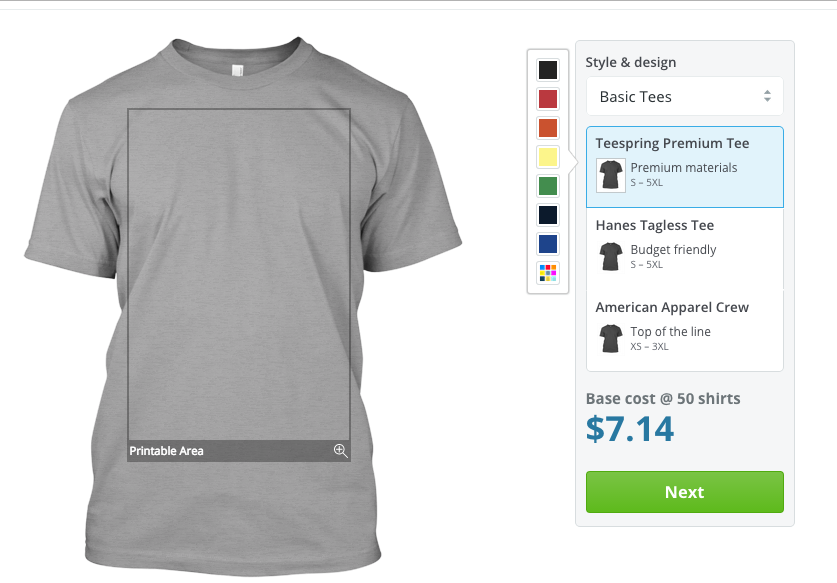 Style & design
Basic Tees
Teespring Premium Tee
Premium materials
S – 5XL
Hanes Tagless Tee
Budget friendly
S – 5XL
American Apparel Crew
Top of the line
XS – 3XL
Base cost @ 50 shirts
$7.14
Printable Area
Next